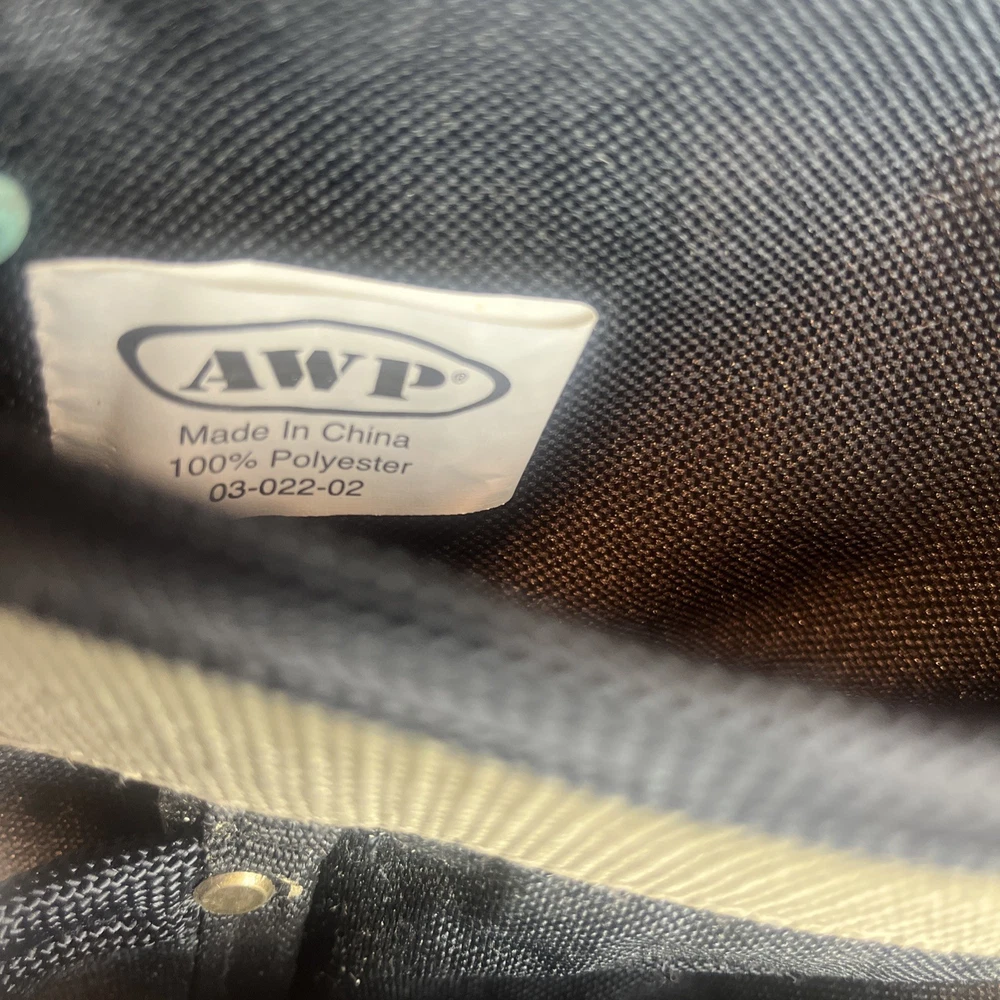 AWP®
Made In China
100% Polyester
03-022-02